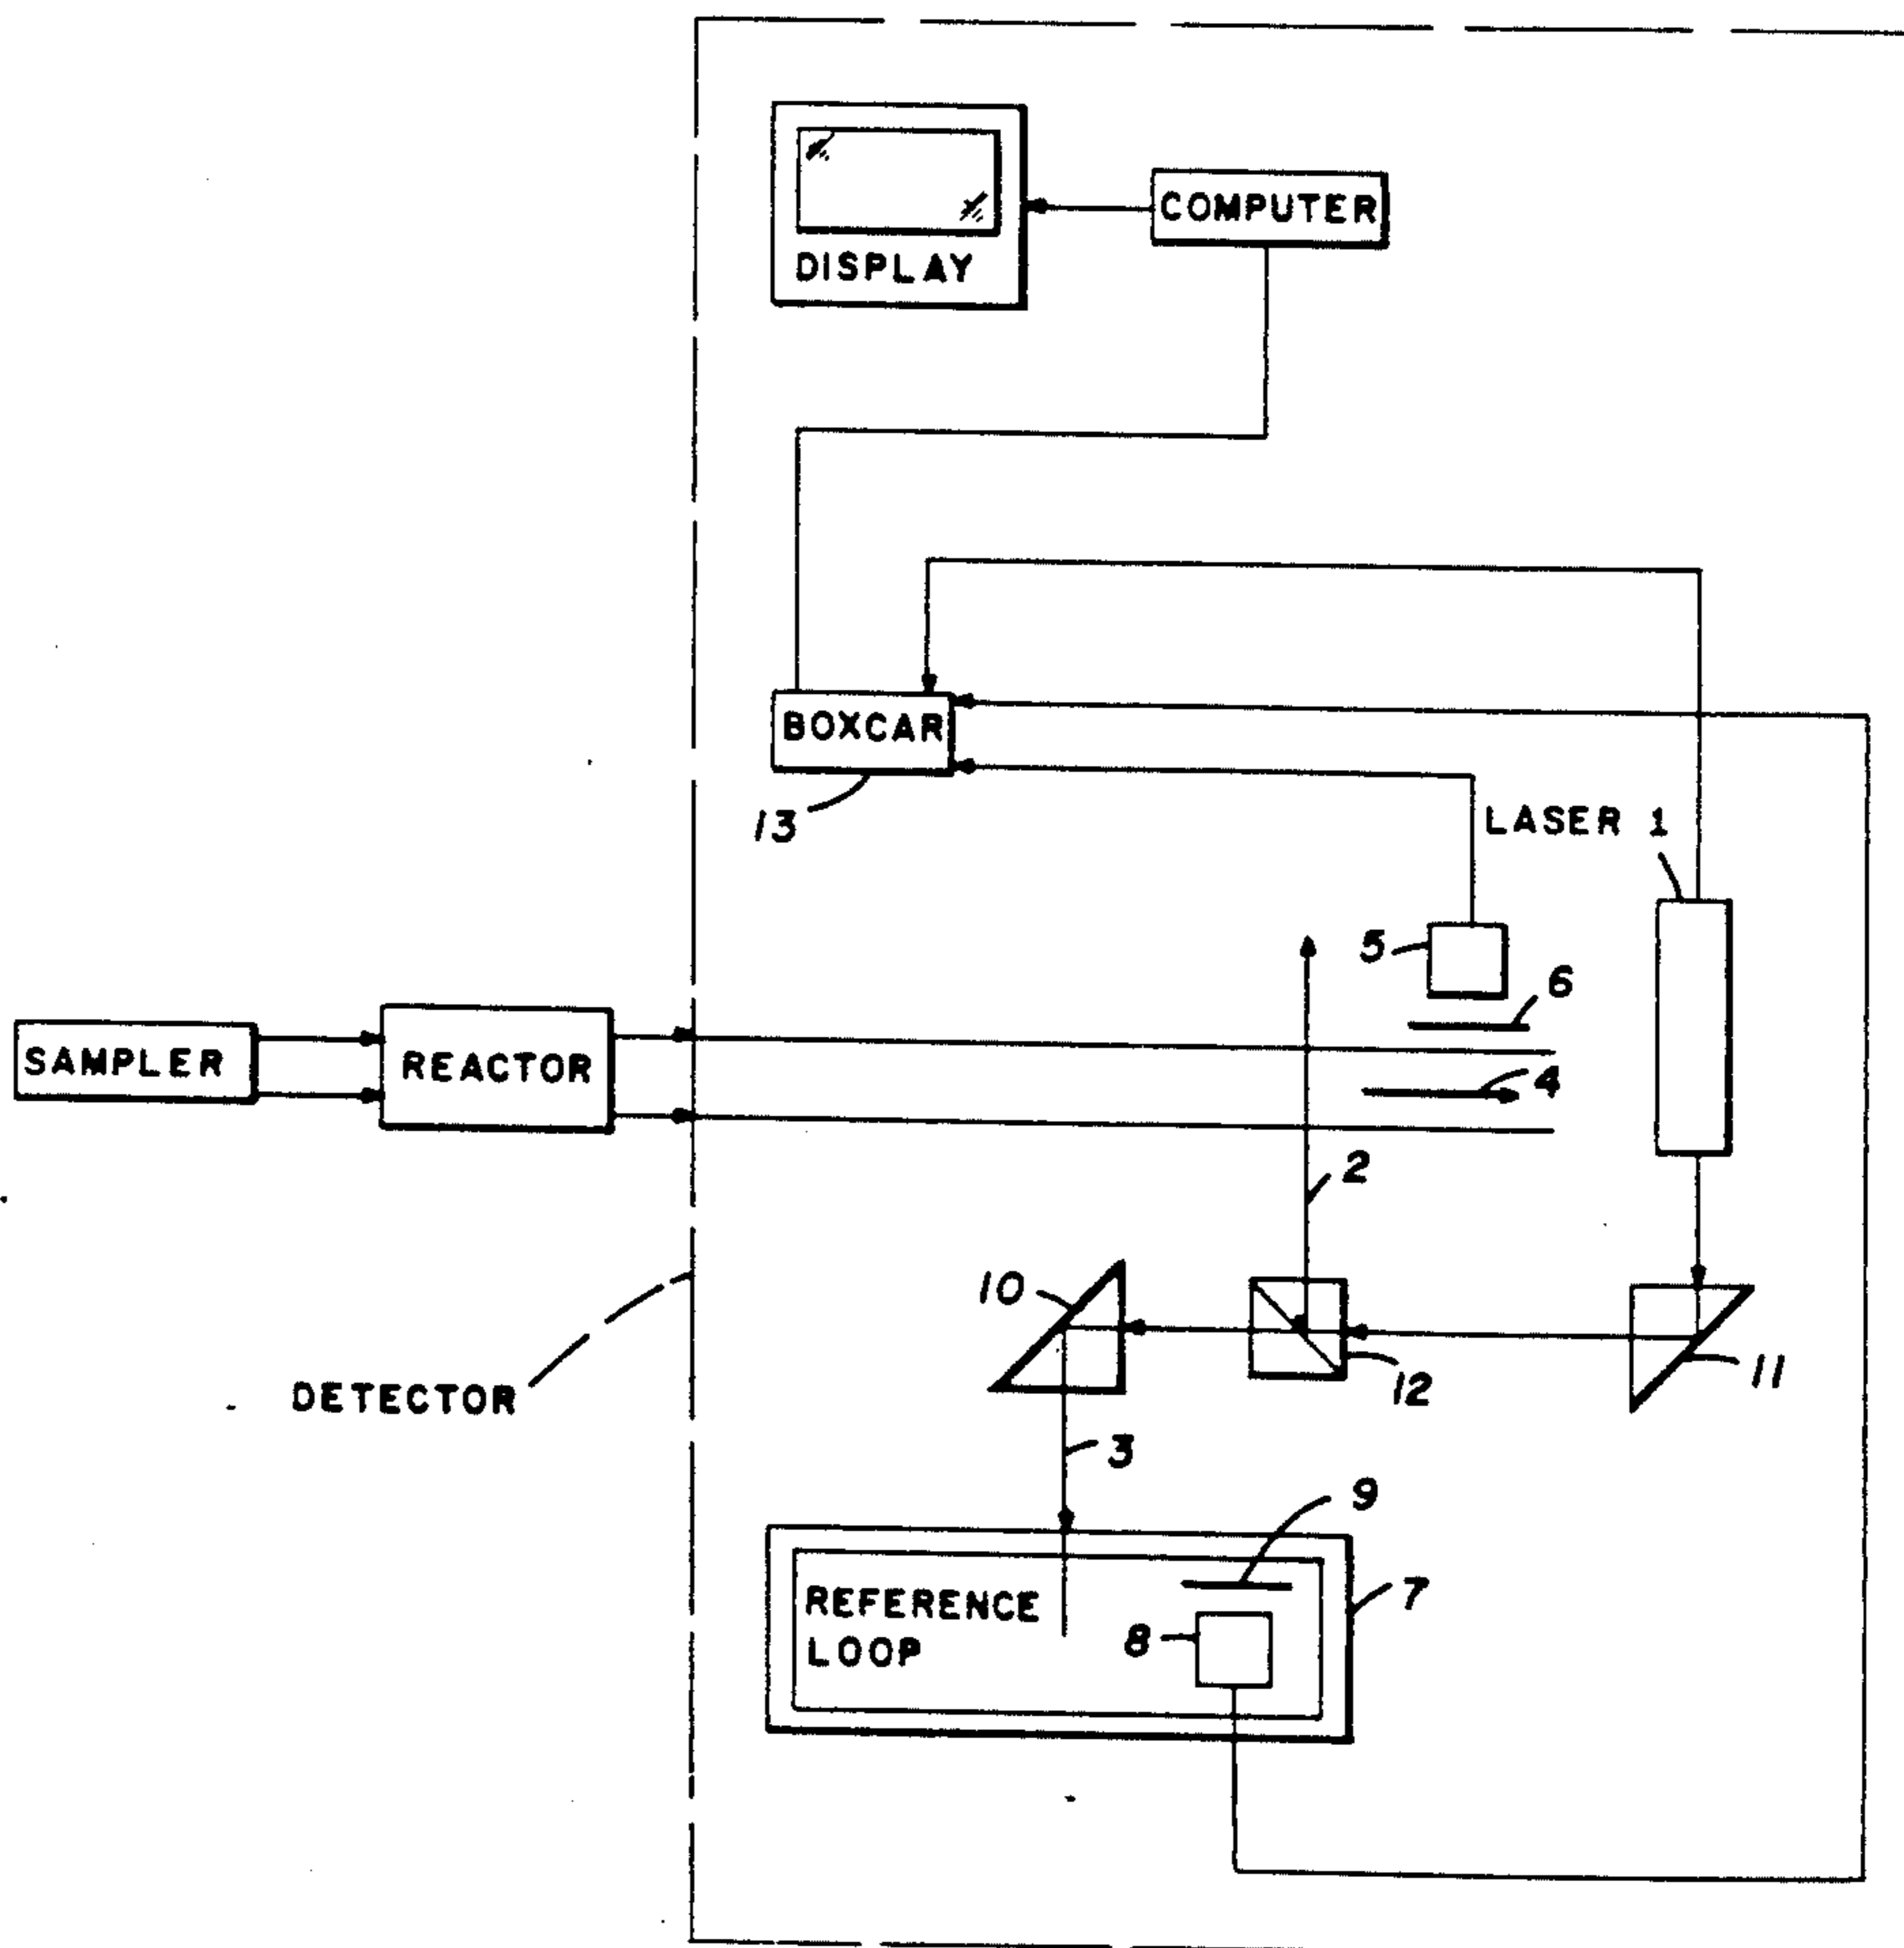 COMPUTER
DISPLAY
BOXCAR
13
LASER 1
5
6
SAMPLER
REACTOR
4
2
10
12
11
DETECTOR
3
9
REFERENCE
LOOP
8
7